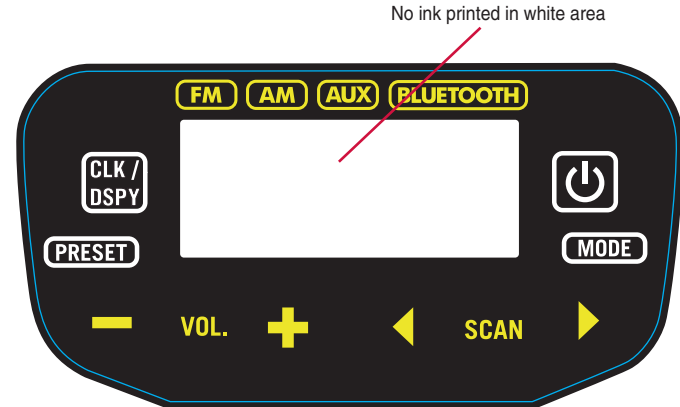 No ink printed in white area
FM AM AUX BLUETOOTH
CLK /
DSPY
PRESET
MODE
VOL.
SCAN